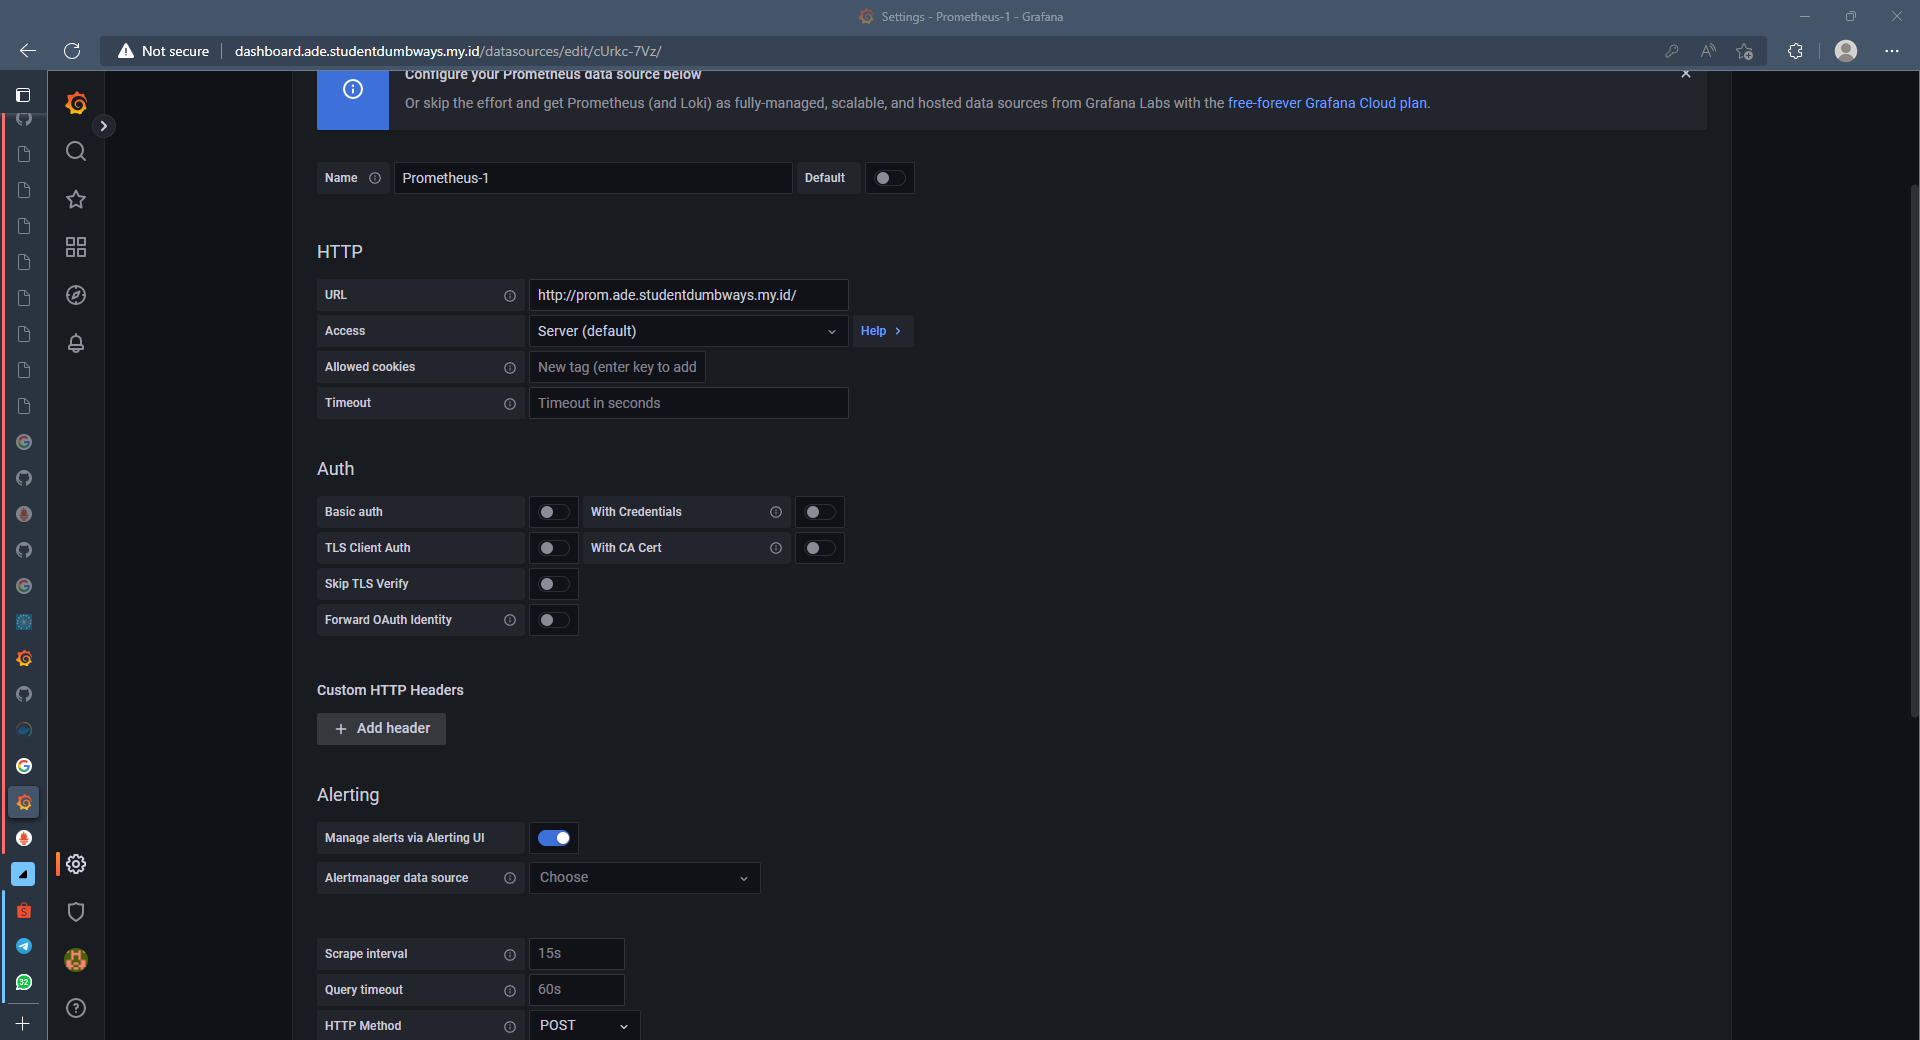 Settings - Prometheus-1 - Grafana
Not secure
dashboard.ade.studentdumbways.my.id/datasources/edit/cUrkc-7Vz/
Configure your Prometheus data source below
Or skip the effort and get Prometheus (and Loki) as fully-managed, scalable, and hosted data sources from Grafana Labs with the free-forever Grafana Cloud plan.
Name Prometheus-1 Default
HTTP
URL http://prom.ade.studentdumbways.my.id/
Access Server (default) Help
Allowed cookies New tag (enter key to add
Timeout Timeout in seconds
Auth
Basic auth With Credentials
TLS Client Auth With CA Cert
Skip TLS Verify
Forward OAuth Identity
Custom HTTP Headers
+ Add header
Alerting
Manage alerts via Alerting UI
Alertmanager data source Choose
Scrape interval 15s
Query timeout 60s
HTTP Method POST
32